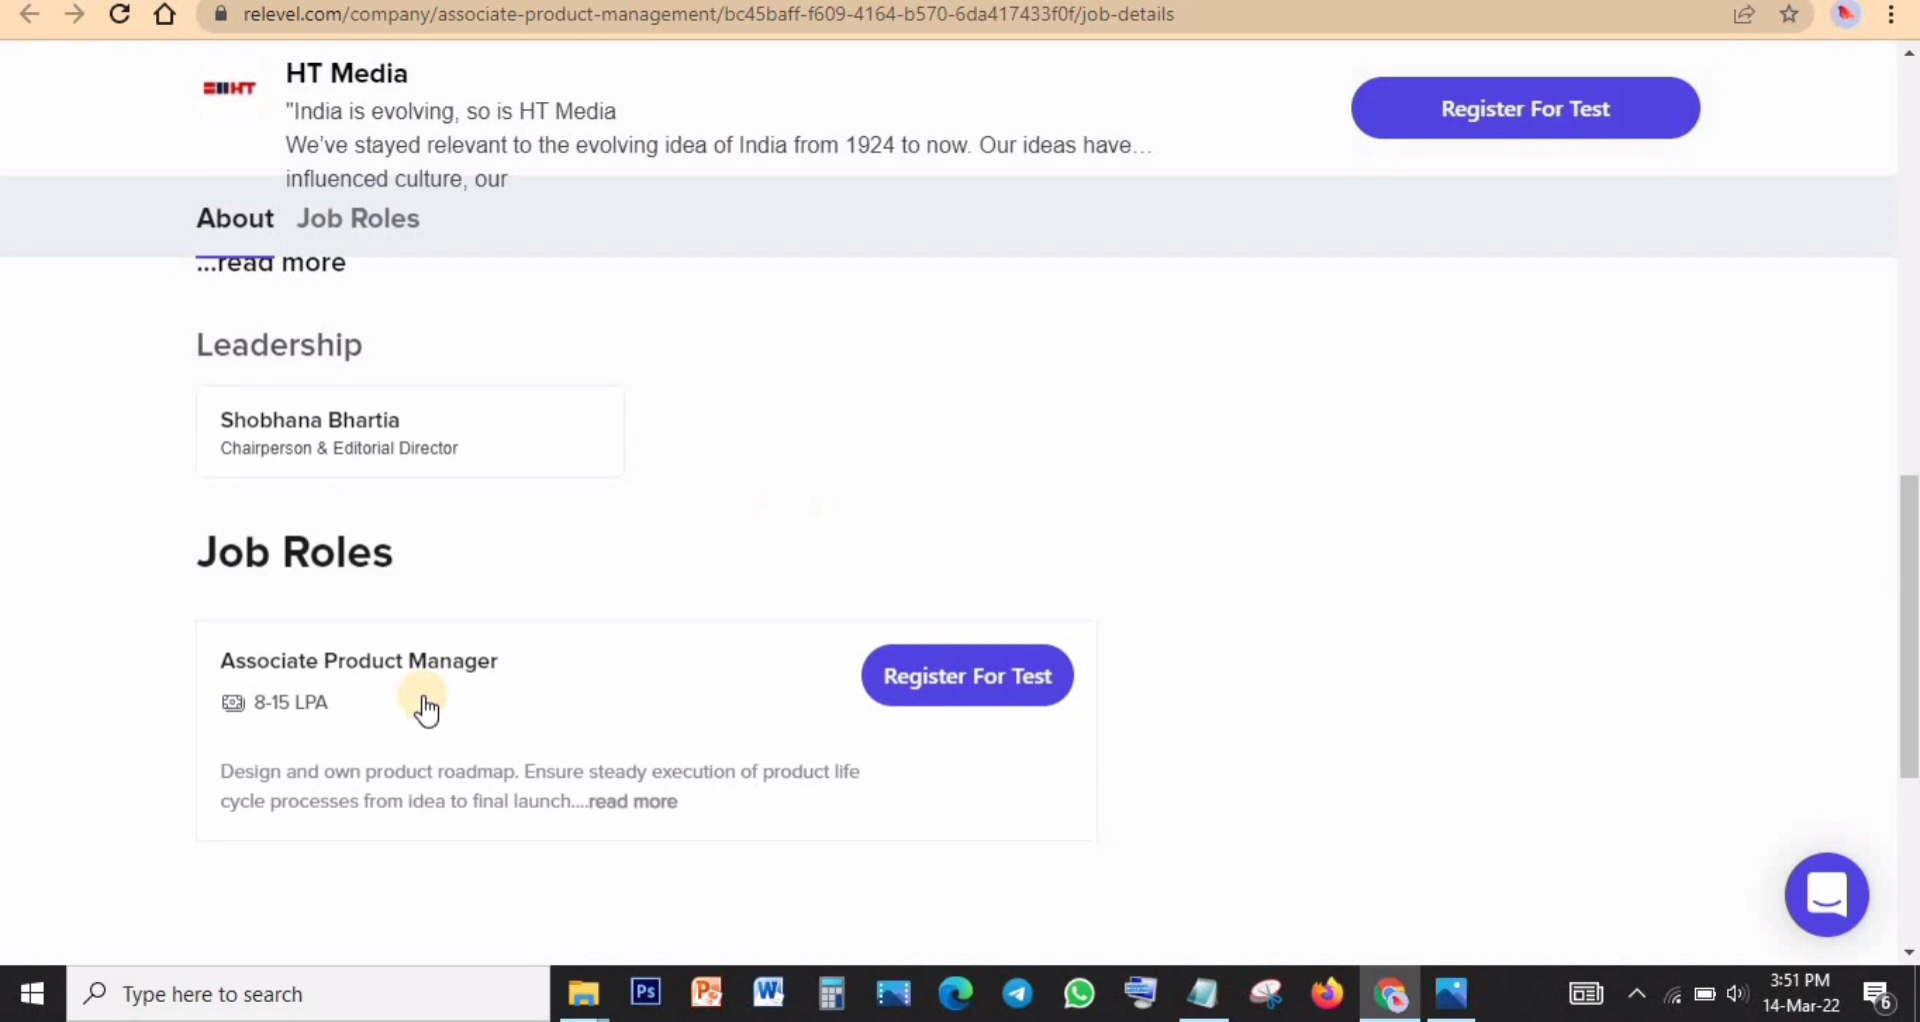 relevel.com/company/associate-product-management/bc45baff-f609-4164-b570-6da417433f0f/job-details
HT
HT Media
"India is evolving, so is HT Media
We've stayed relevant to the evolving idea of India from 1924 to now. Our ideas have…
influenced culture, our
Register For Test
About Job Roles
...read more
Leadership
Shobhana Bhartia
Chairperson & Editorial Director
Job Roles
Associate Product Manager
8-15 LPA
Register For Test
Design and own product roadmap. Ensure steady execution of product life
cycle processes from idea to final launch....read more
Type here to search
Ps
P
W
3:51 PM
14-Mar-22
6